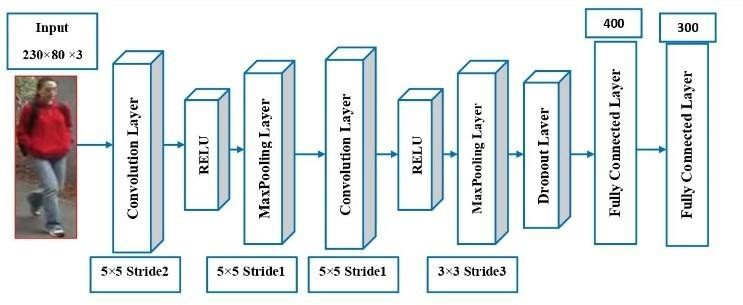 Input
230×80 ×3
Convolution Layer
RELU
MaxPooling Layer
Convolution Layer
RELU
MaxPooling Layer
Dropout Layer
400
Fully Connected Layer
300
Fully Connected Layer
5×5 Stride2
5×5 Stride1
5×5 Stride1
3×3 Stride3